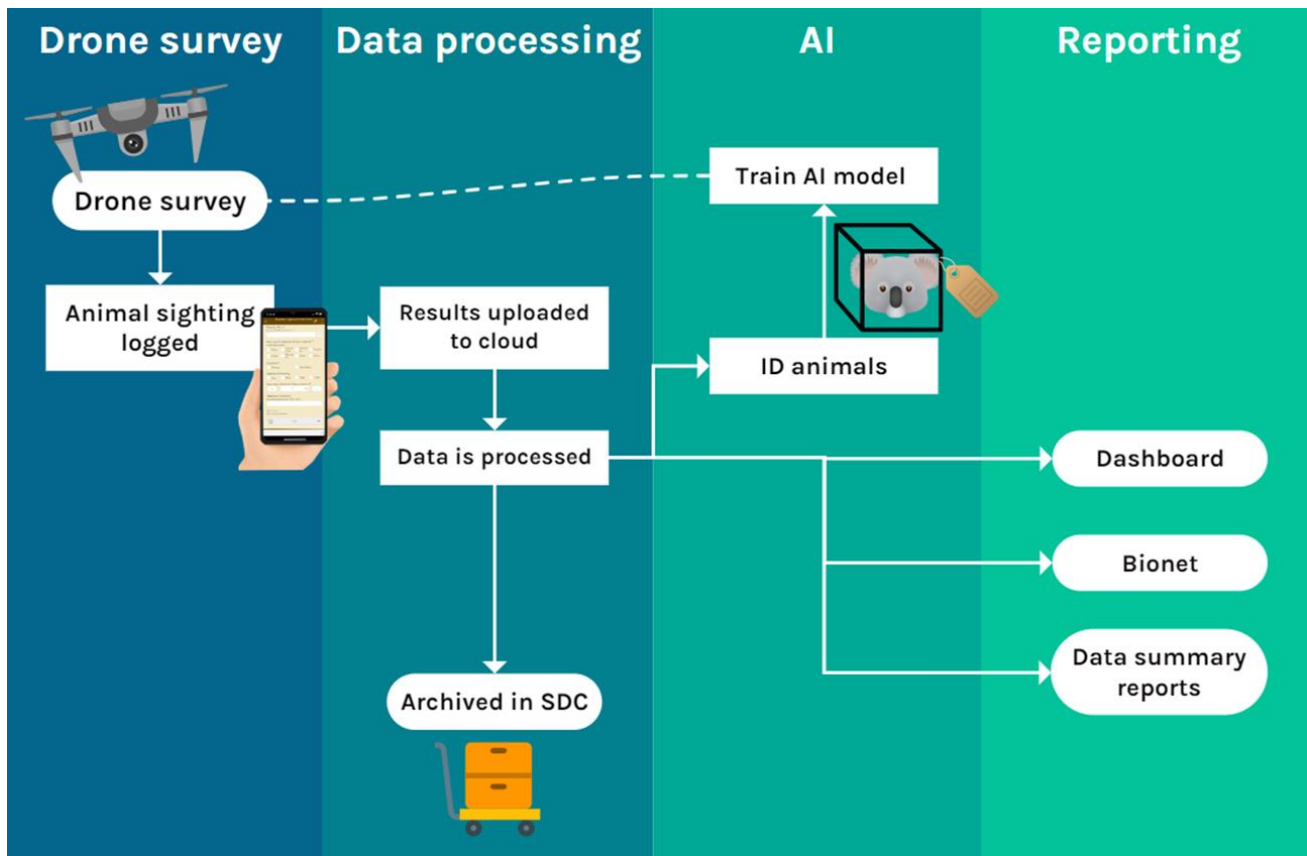 Drone survey
Data processing
AI
Reporting
Drone survey
Animal sighting
logged
Results uploaded
to cloud
Data is processed
Archived in SDC
Train AI model
ID animals
Dashboard
Bionet
Data summary
reports